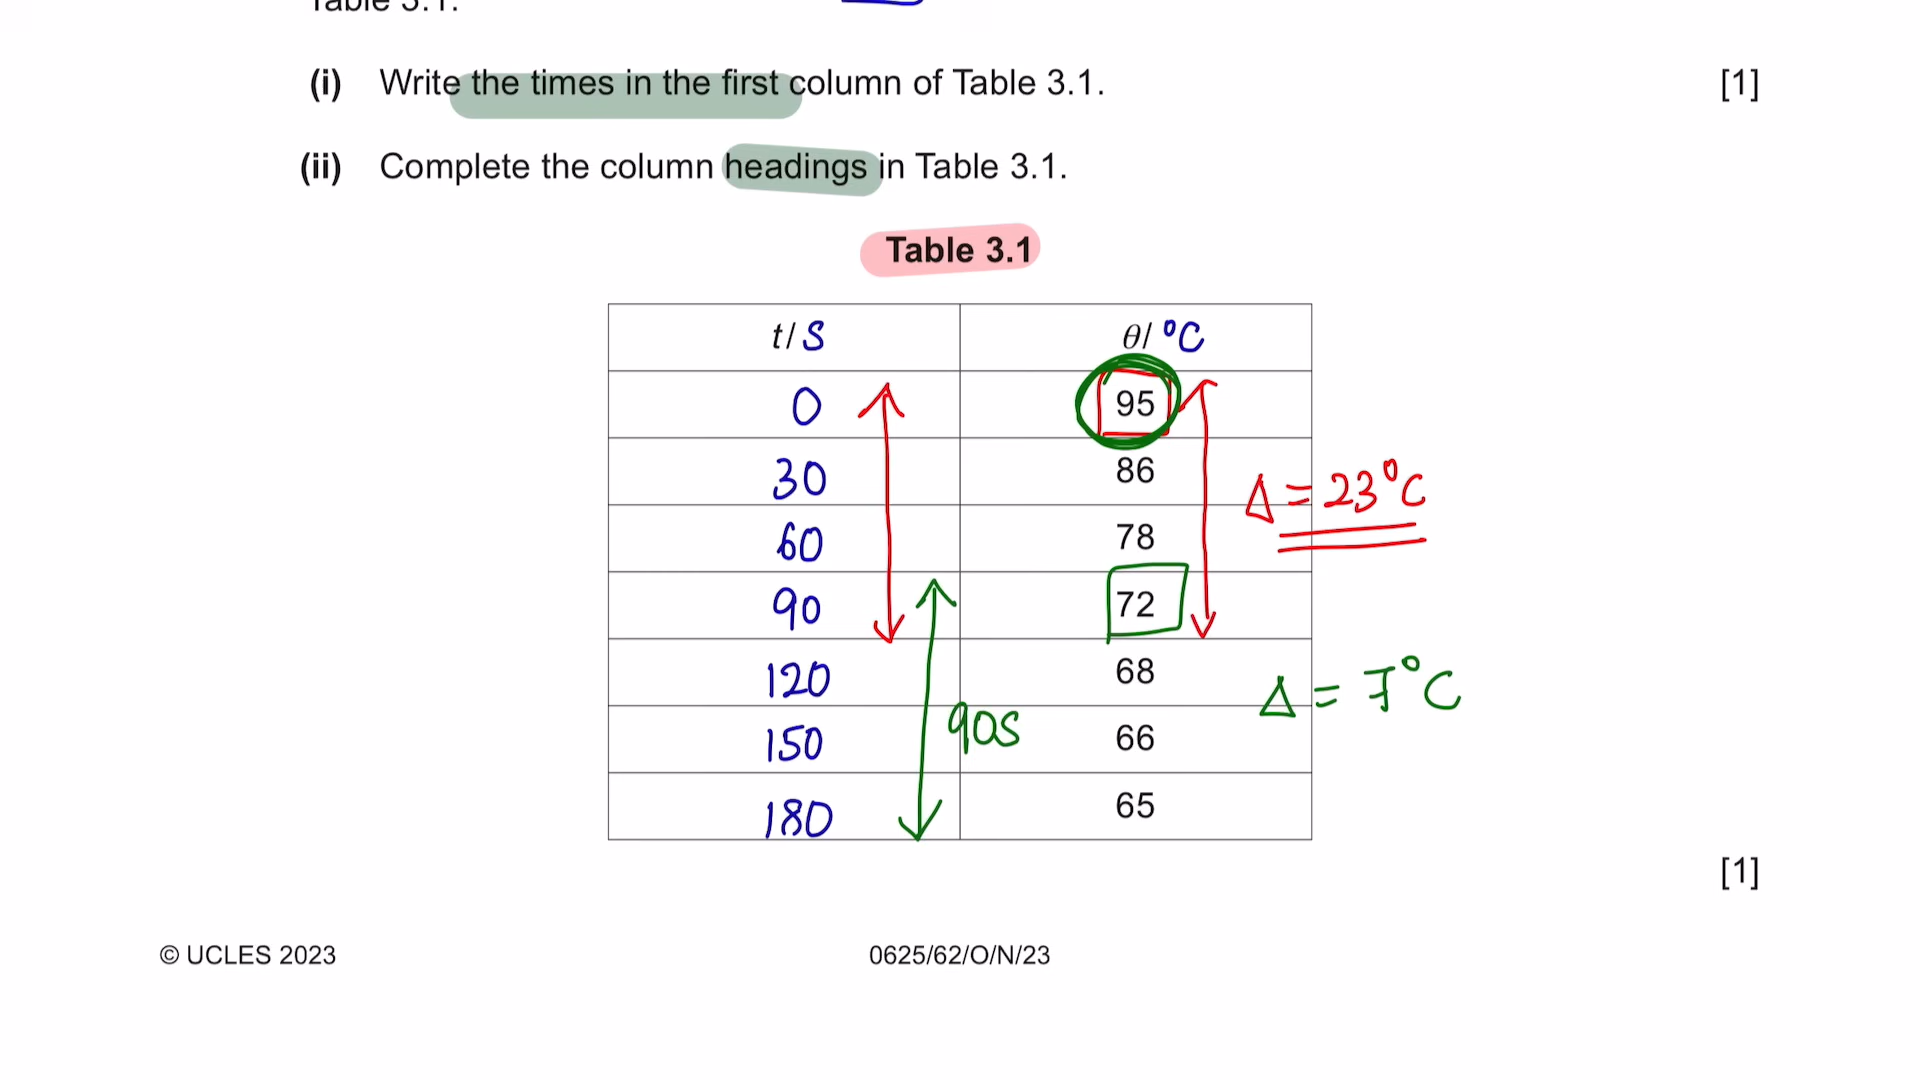 Table 3.1.
(i) Write the times in the first column of Table 3.1. [1]
(ii) Complete the column headings in Table 3.1.
Table 3.1
t/ S θ/ °C
0 95
30 86
Δ = 23°C
60 78
90 72
120 68
Δ = 7°C
90S
150 66
180 65
[1]
© UCLES 2023 0625/62/O/N/23